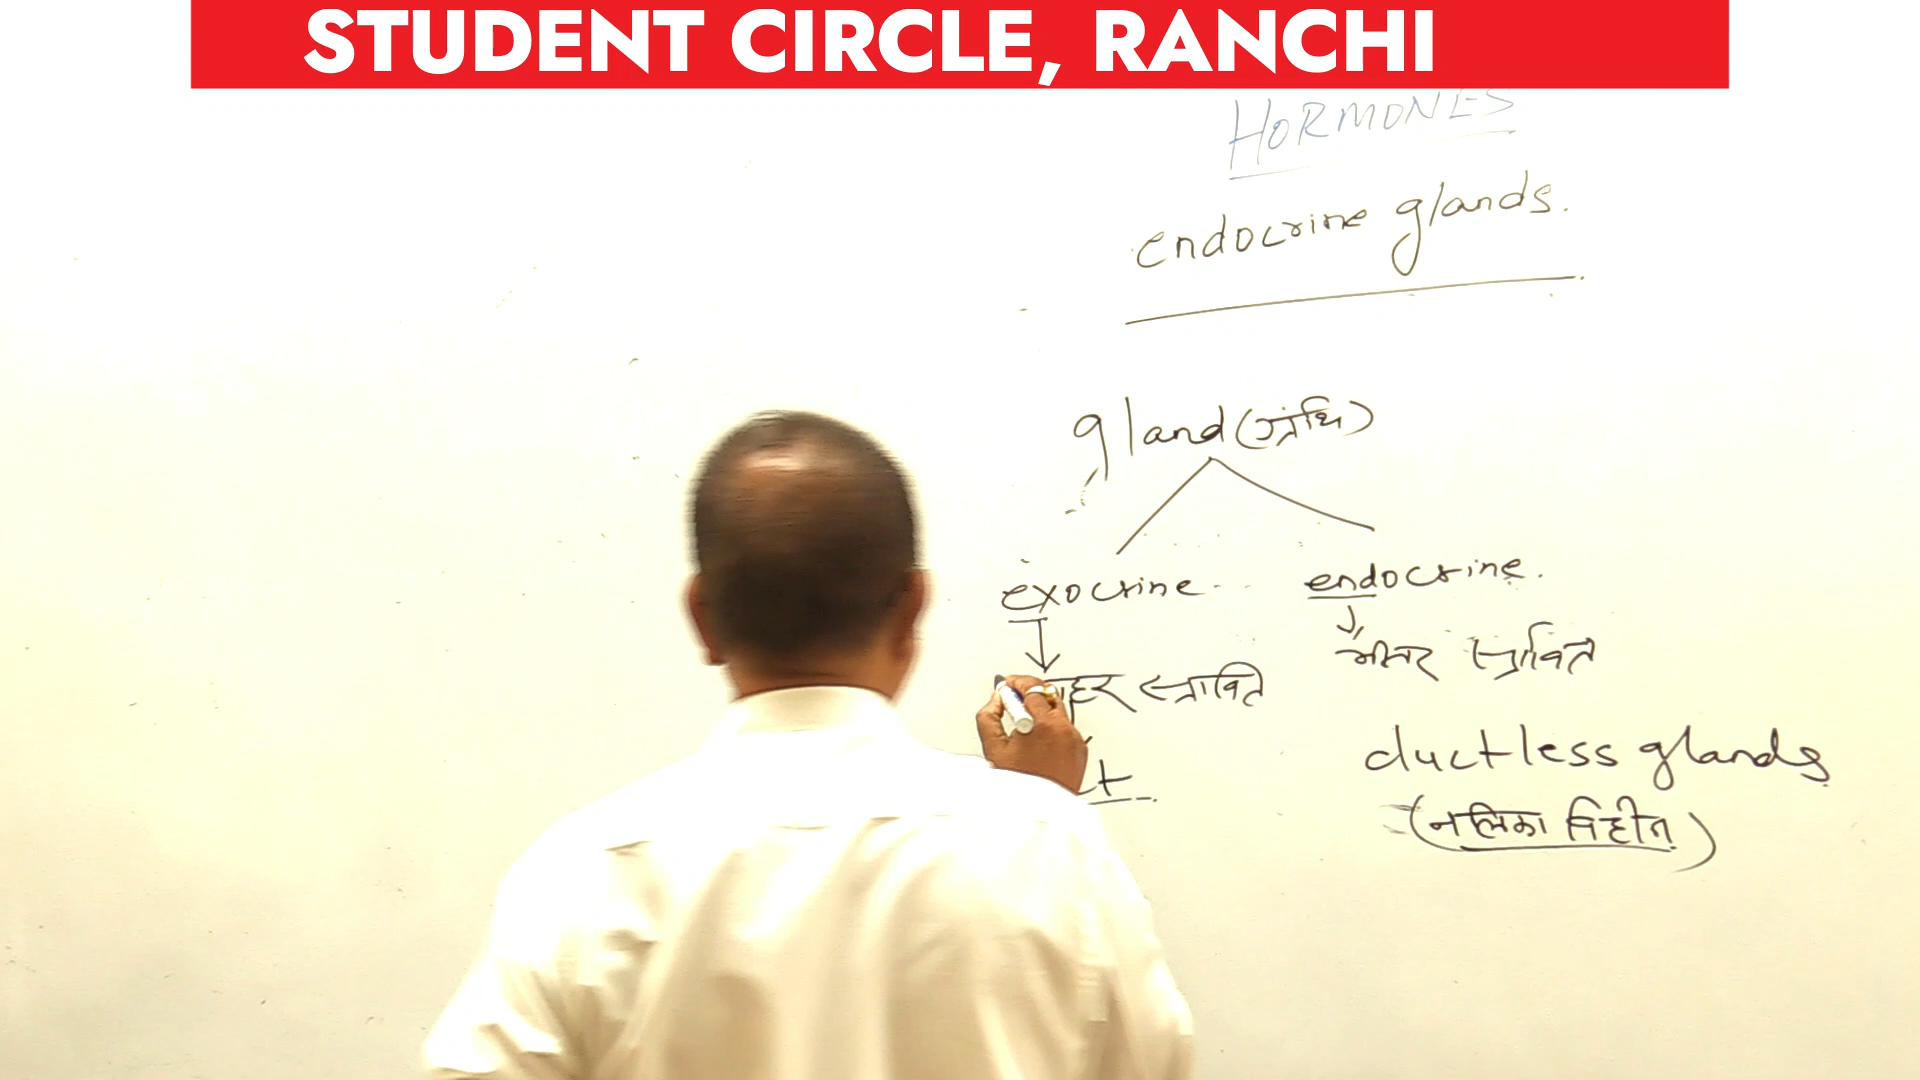 STUDENT CIRCLE, RANCHI
HORMONES
endocrine glands.
gland (ग्रंथि)
exocrine endocrine.
स्त्रावित
भीतर स्त्रावित
ductless glands
(नलिका विहीन)